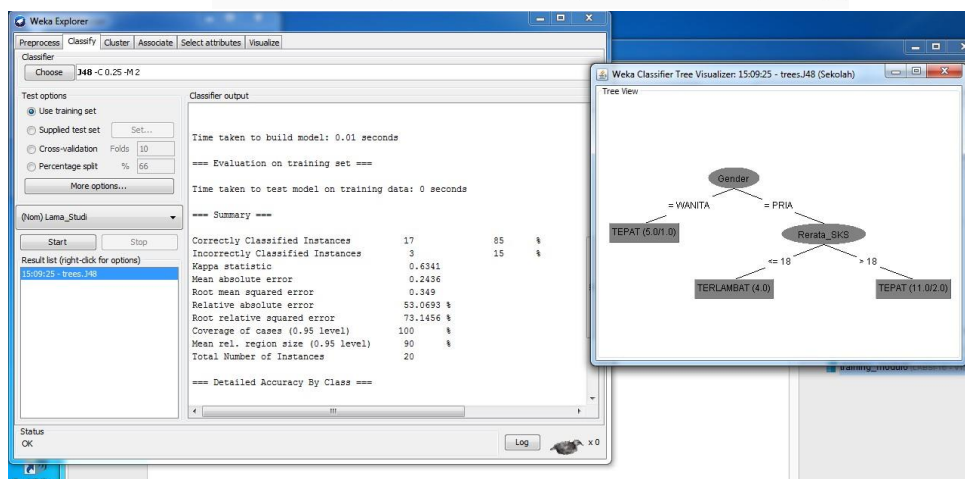 Weka Explorer
Preprocess Classify Cluster Associate Select attributes Visualize
Classifier
Choose J48 -C 0.25 -M 2
Test options
Use training set
Supplied test set Set...
Cross-validation Folds 10
Percentage split % 66
More options...
(Nom) Lama_Studi
Start Stop
Result list (right-click for options)
15:09:25 - trees.J48
Classifier output
Time taken to build model: 0.01 seconds
=== Evaluation on training set ===
Time taken to test model on training data: 0 seconds
=== Summary ===
Correctly Classified Instances 17 85 %
Incorrectly Classified Instances 3 15 %
Kappa statistic 0.6341
Mean absolute error 0.2436
Root mean squared error 0.349
Relative absolute error 53.0693 %
Root relative squared error 73.1456 %
Coverage of cases (0.95 level) 100 %
Mean rel. region size (0.95 level) 90 %
Total Number of Instances 20
=== Detailed Accuracy By Class ===
Status
OK
Log
x 0
Weka Classifier Tree Visualizer: 15:09:25 - trees.J48 (Sekolah)
Tree View
Gender
= WANITA = PRIA
TEPAT (5.0/1.0) Rerata_SKS
<= 18 > 18
TERLAMBAT (4.0) TEPAT (11.0/2.0)